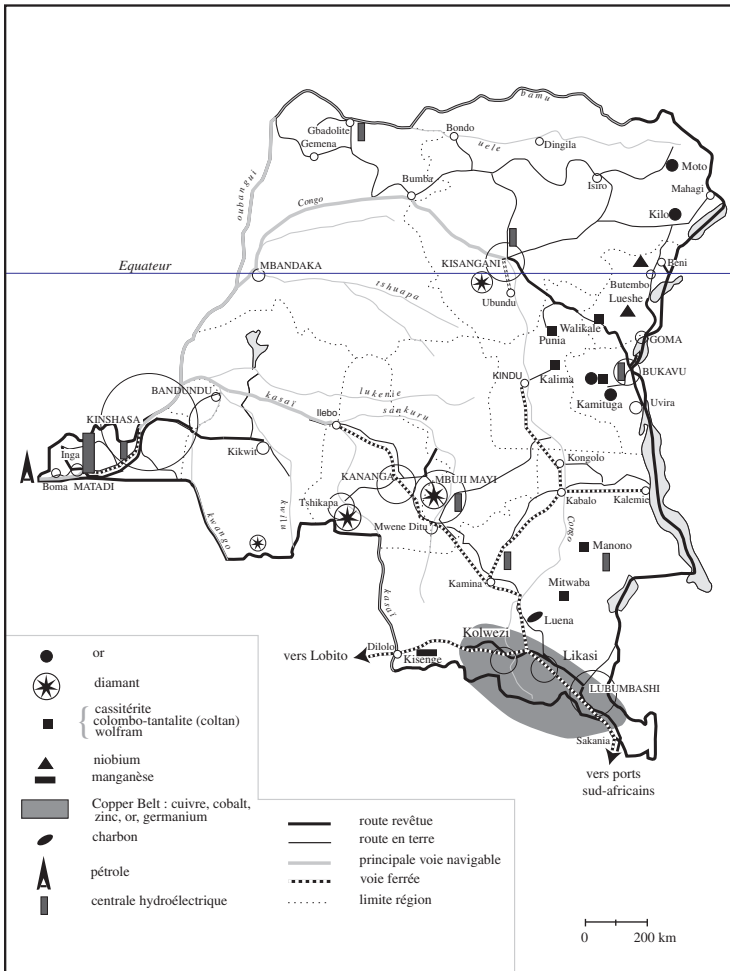 bamu
Gbadolite
Gemena
Bondo
uele
Dingila
Moto
Isiro
Mahagi
Bumba
oubangui
Congo
Kilo
Equateur
MBANDAKA
KISANGANI
Beni
Butembo
tshuapa
Ubundu
Lueshe
Walikale
Punia
GOMA
BANDUNDU
lukenie
KINDU
Kalima
BUKAVU
kasaï
sankuru
Kamituga
KINSHASA
Ilebo
Uvira
Inga
Kikwit
Kongolo
Boma
MATADI
KANANGA
MBUJI MAYI
Tshikapa
Kabalo
Kalemie
kwango
kwilu
Mwene Ditu
Congo
Manono
kasaï
Kamina
Mitwaba
Luena
Kolwezi
vers Lobito
Dilolo
Likasi
Kisenge
LUBUMBASHI
Sakania
vers ports
sud-africains
or
diamant
cassitérite
colombo-tantalite (coltan)
wolfram
niobium
manganèse
Copper Belt : cuivre, cobalt,
zinc, or, germanium
charbon
pétrole
centrale hydroélectrique
route revêtue
route en terre
principale voie navigable
voie ferrée
limite région
0 200 km